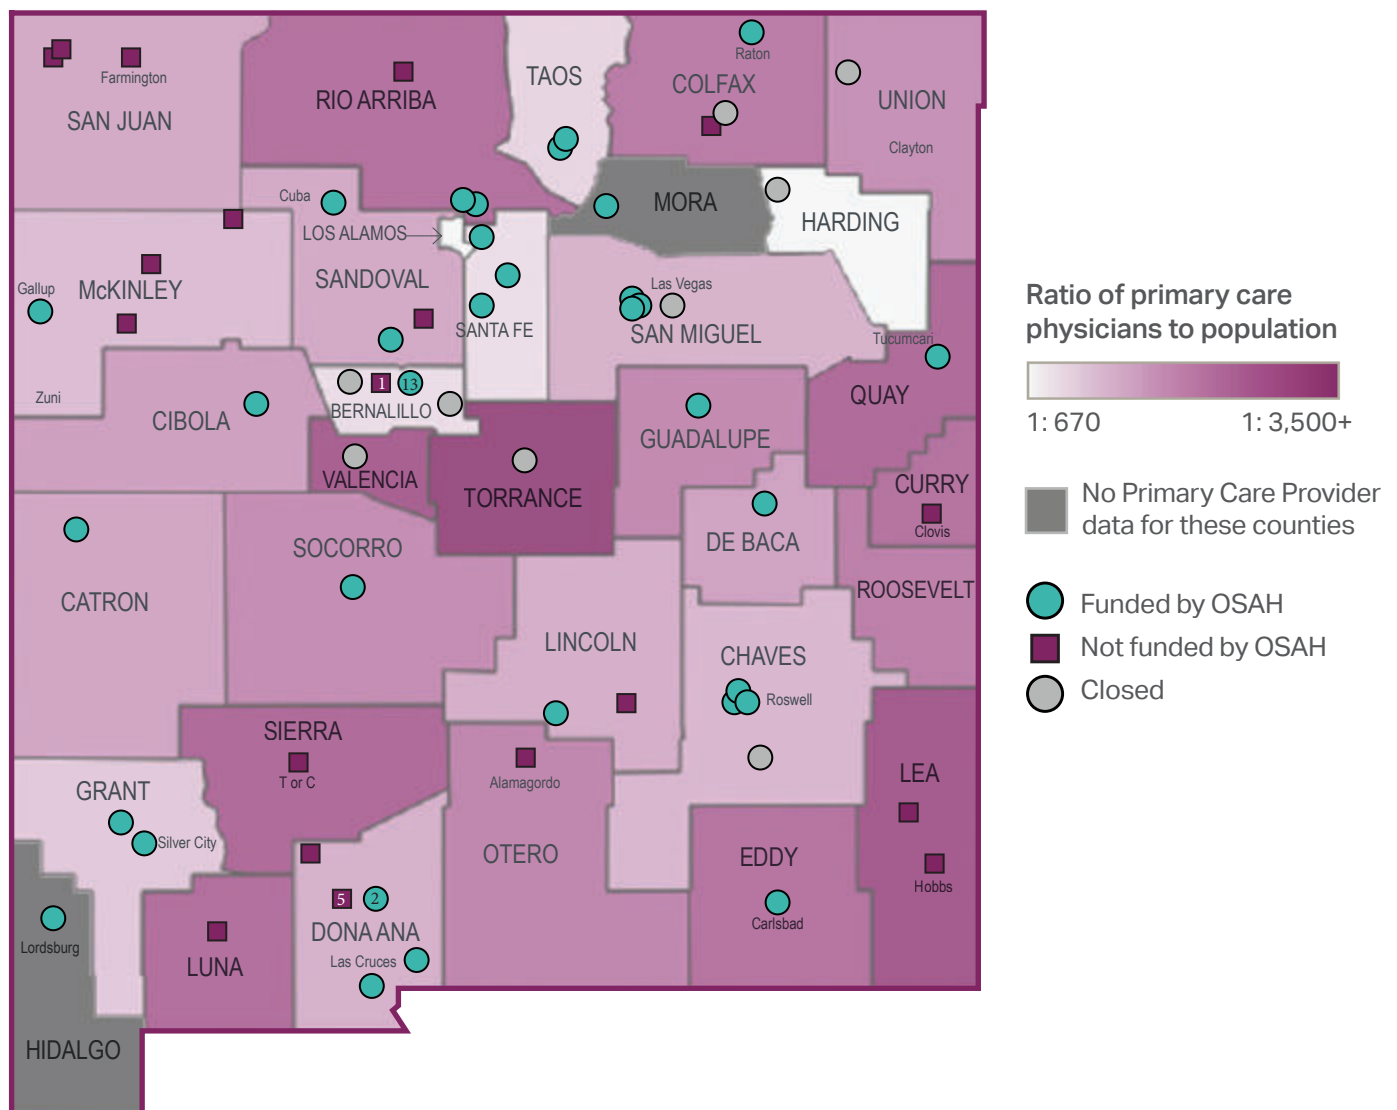 Raton
TAOS
Farmington
COLFAX
RIO ARRIBA
UNION
SAN JUAN
Clayton
Cuba
MORA
HARDING
LOS ALAMOS
SANDOVAL
Las Vegas
Gallup
McKINLEY
SANTA FE
SAN MIGUEL
Tucumcari
1
13
Zuni
BERNALILLO
QUAY
CIBOLA
GUADALUPE
VALENCIA
TORRANCE
CURRY
Clovis
SOCORRO
DE BACA
CATRON
ROOSEVELT
LINCOLN
CHAVES
Roswell
SIERRA
T or C
Alamagordo
LEA
GRANT
Silver City
OTERO
EDDY
Hobbs
5
2
Carlsbad
DONA ANA
Lordsburg
Las Cruces
LUNA
HIDALGO
Ratio of primary care
physicians to population
1: 670
1: 3,500+
No Primary Care Provider
data for these counties
Funded by OSAH
Not funded by OSAH
Closed